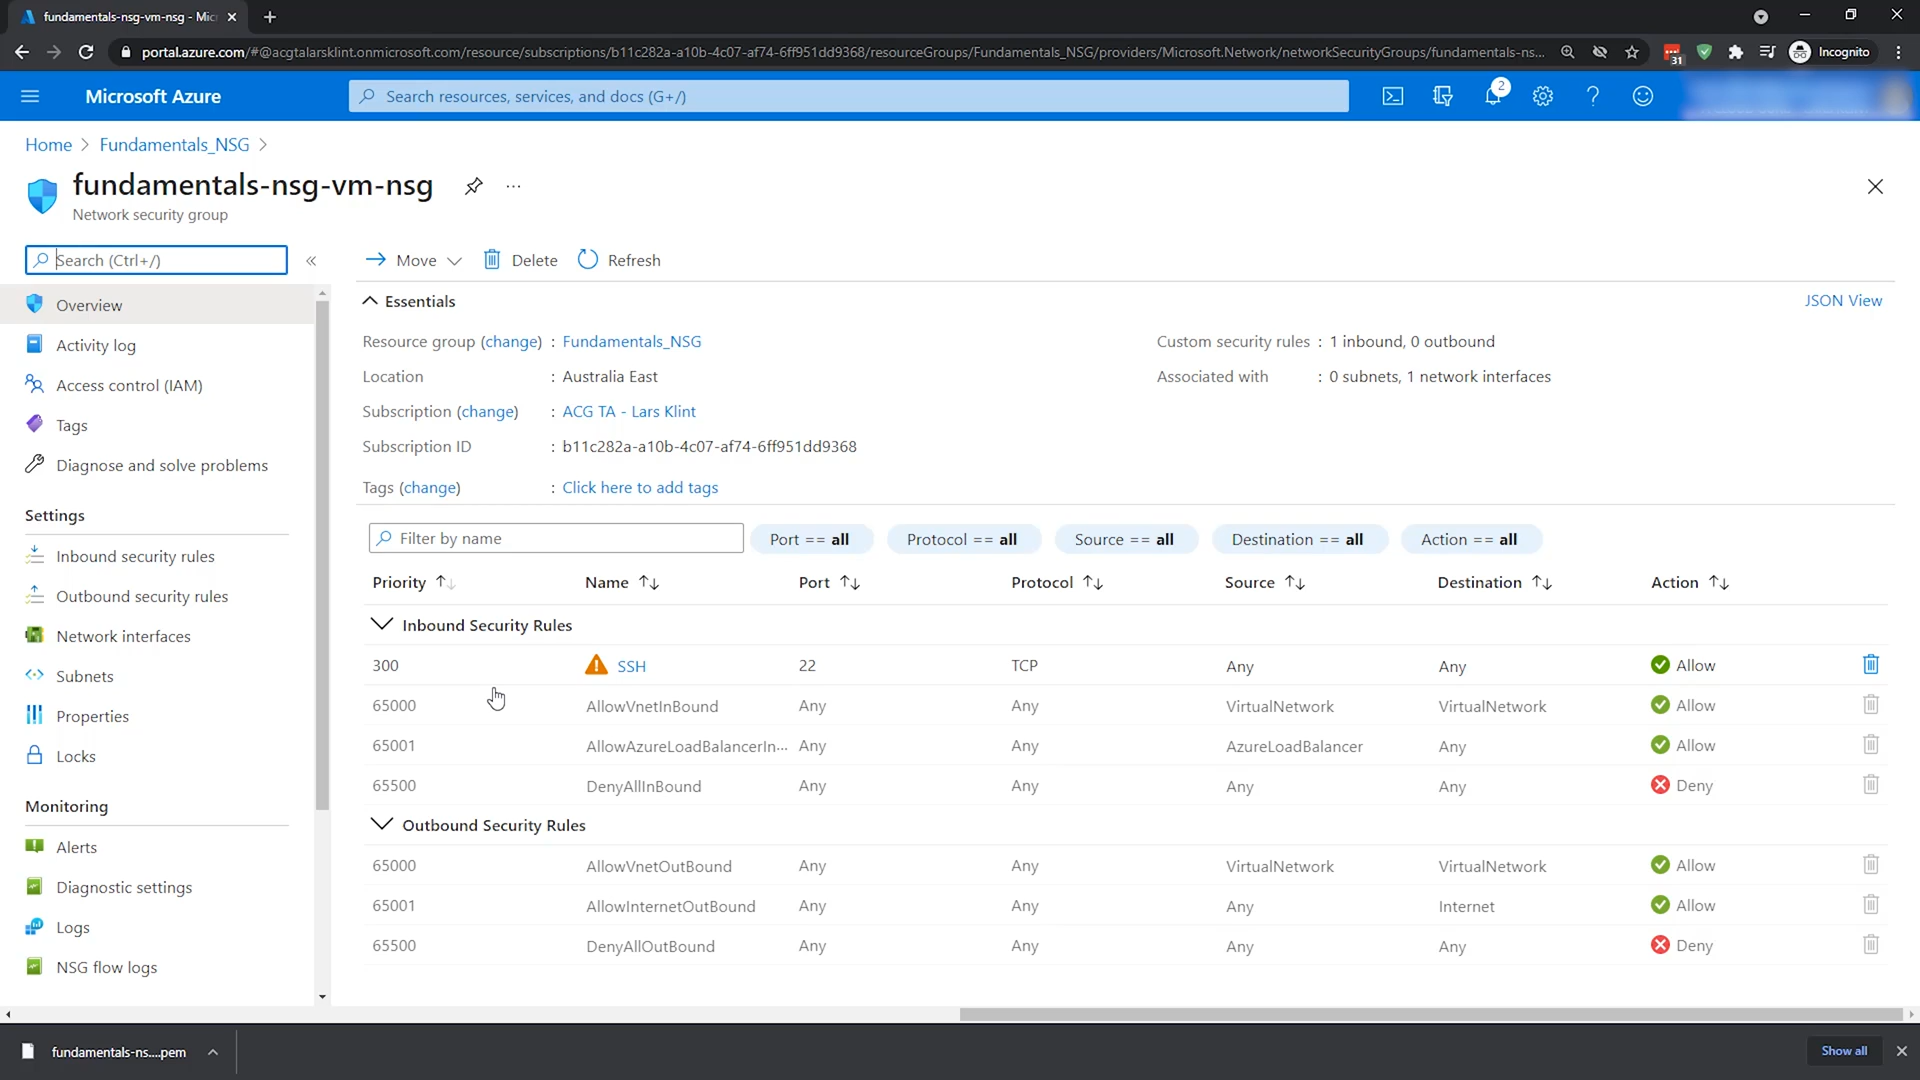 fundamentals-nsg-vm-nsg - Mic
portal.azure.com/#@acgtalarsklint.onmicrosoft.com/resource/subscriptions/b11c282a-a10b-4c07-af74-6ff951dd9368/resourceGroups/Fundamentals_NSG/providers/Microsoft.Network/networkSecurityGroups/fundamentals-ns...
31
Incognito
Microsoft Azure
Search resources, services, and docs (G+/)
2
Home > Fundamentals_NSG >
fundamentals-nsg-vm-nsg
Network security group
Search (Ctrl+/)
Move
Delete
Refresh
Overview
Activity log
Access control (IAM)
Tags
Diagnose and solve problems
Settings
Inbound security rules
Outbound security rules
Network interfaces
Subnets
Properties
Locks
Monitoring
Alerts
Diagnostic settings
Logs
NSG flow logs
Essentials
JSON View
Resource group (change) : Fundamentals_NSG
Location : Australia East
Subscription (change) : ACG TA - Lars Klint
Subscription ID : b11c282a-a10b-4c07-af74-6ff951dd9368
Tags (change) : Click here to add tags
Custom security rules : 1 inbound, 0 outbound
Associated with : 0 subnets, 1 network interfaces
Filter by name
Port == all
Protocol == all
Source == all
Destination == all
Action == all
Priority Name Port Protocol Source Destination Action
Inbound Security Rules
300 SSH 22 TCP Any Any Allow
65000 AllowVnetInBound Any Any VirtualNetwork VirtualNetwork Allow
65001 AllowAzureLoadBalancerIn... Any Any AzureLoadBalancer Any Allow
65500 DenyAllInBound Any Any Any Any Deny
Outbound Security Rules
65000 AllowVnetOutBound Any Any VirtualNetwork VirtualNetwork Allow
65001 AllowInternetOutBound Any Any Any Internet Allow
65500 DenyAllOutBound Any Any Any Any Deny
fundamentals-ns....pem
Show all